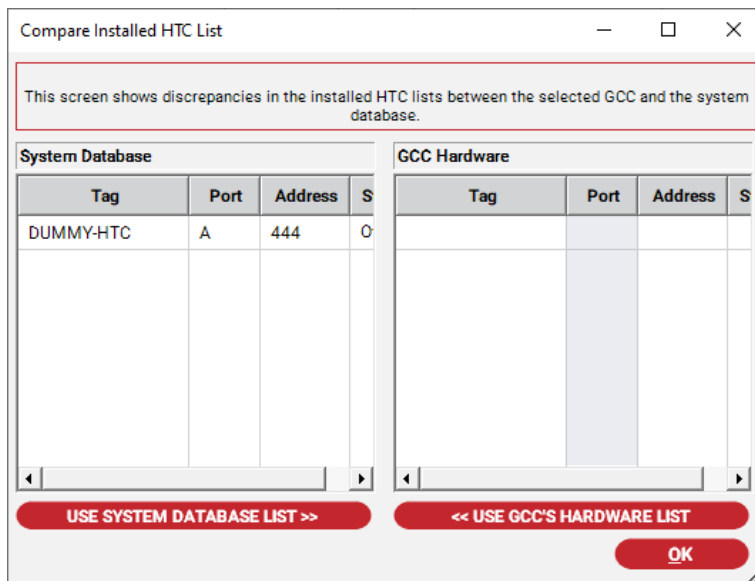 Compare Installed HTC List
This screen shows discrepancies in the installed HTC lists between the selected GCC and the system
database.
System Database
Tag Port Address S
DUMMY-HTC A 444 O
USE SYSTEM DATABASE LIST >>
GCC Hardware
Tag Port Address S
<< USE GCC'S HARDWARE LIST
OK